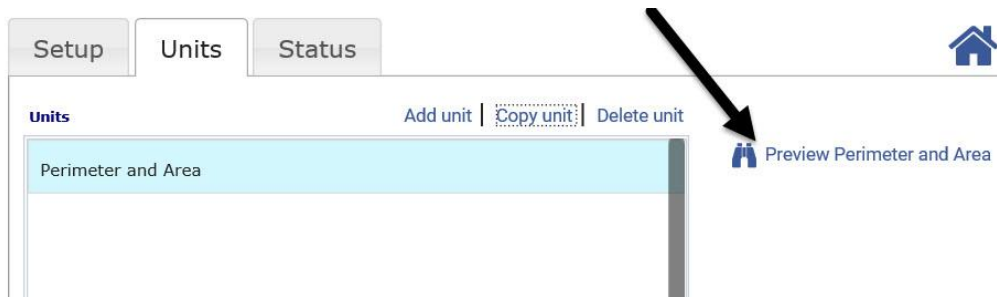 Setup Units Status
Units Add unit | Copy unit | Delete unit
Preview Perimeter and Area
Perimeter and Area